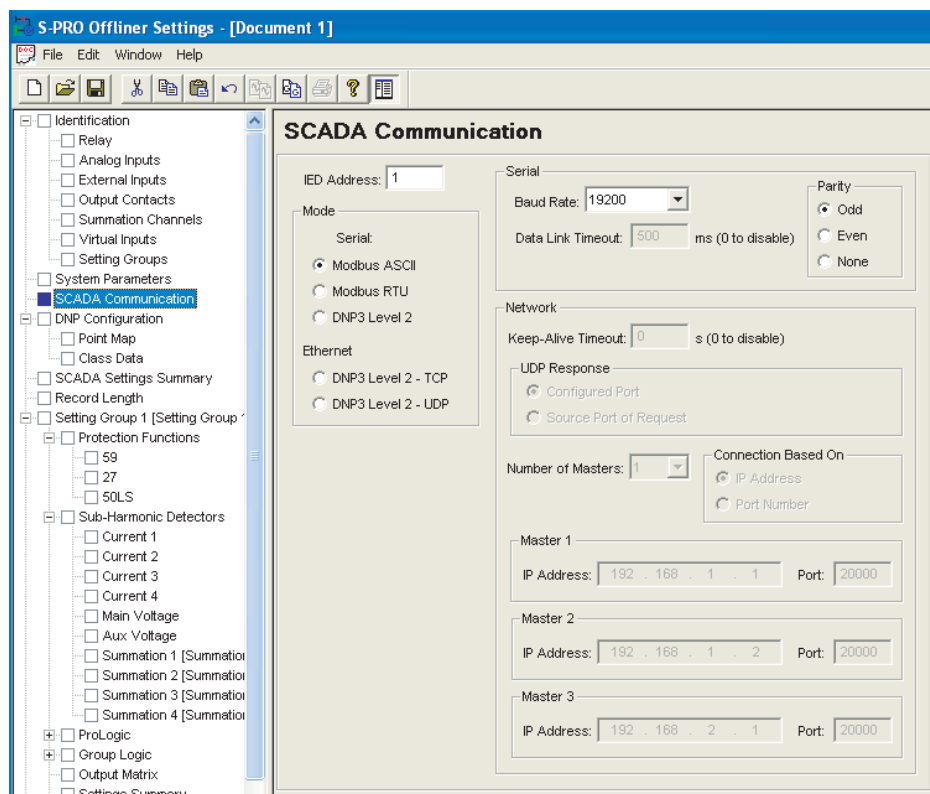 S-PRO Offliner Settings - [Document 1]
File Edit Window Help
Identification
Relay
Analog Inputs
External Inputs
Output Contacts
Summation Channels
Virtual Inputs
Setting Groups
System Parameters
SCADA Communication
DNP Configuration
Point Map
Class Data
SCADA Settings Summary
Record Length
Setting Group 1 [Setting Group
Protection Functions
59
27
50LS
Sub-Harmonic Detectors
Current 1
Current 2
Current 3
Current 4
Main Voltage
Aux Voltage
Summation 1 [Summation
Summation 2 [Summation
Summation 3 [Summation
Summation 4 [Summation
ProLogic
Group Logic
Output Matrix
Settings Summary
SCADA Communication
IED Address: 1
Mode
Serial:
Modbus ASCII
Modbus RTU
DNP3 Level 2
Ethernet
DNP3 Level 2 - TCP
DNP3 Level 2 - UDP
Serial
Baud Rate: 19200
Data Link Timeout: 500 ms (0 to disable)
Parity
Odd
Even
None
Network
Keep-Alive Timeout: 0 s (0 to disable)
UDP Response
Configured Port
Source Port of Request
Number of Masters: 1
Connection Based On
IP Address
Port Number
Master 1
IP Address: 192 . 168 . 1 . 1 Port: 20000
Master 2
IP Address: 192 . 168 . 1 . 2 Port: 20000
Master 3
IP Address: 192 . 168 . 2 . 1 Port: 20000